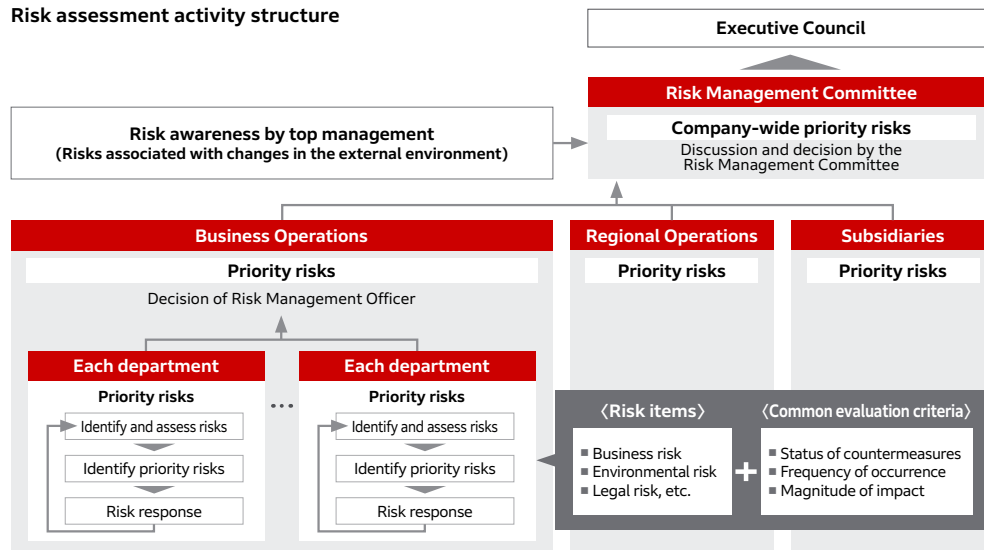 Risk assessment activity structure
Executive Council
Risk Management Committee
Company-wide priority risks
Discussion and decision by the
Risk Management Committee
Risk awareness by top management
(Risks associated with changes in the external environment)
Business Operations
Priority risks
Decision of Risk Management Officer
Each department
Priority risks
Identify and assess risks
Identify priority risks
Risk response
...
Each department
Priority risks
Identify and assess risks
Identify priority risks
Risk response
Regional Operations
Priority risks
Subsidiaries
Priority risks
〈Risk items〉
■ Business risk
■ Environmental risk
■ Legal risk, etc.
+
〈Common evaluation criteria〉
■ Status of countermeasures
■ Frequency of occurrence
■ Magnitude of impact